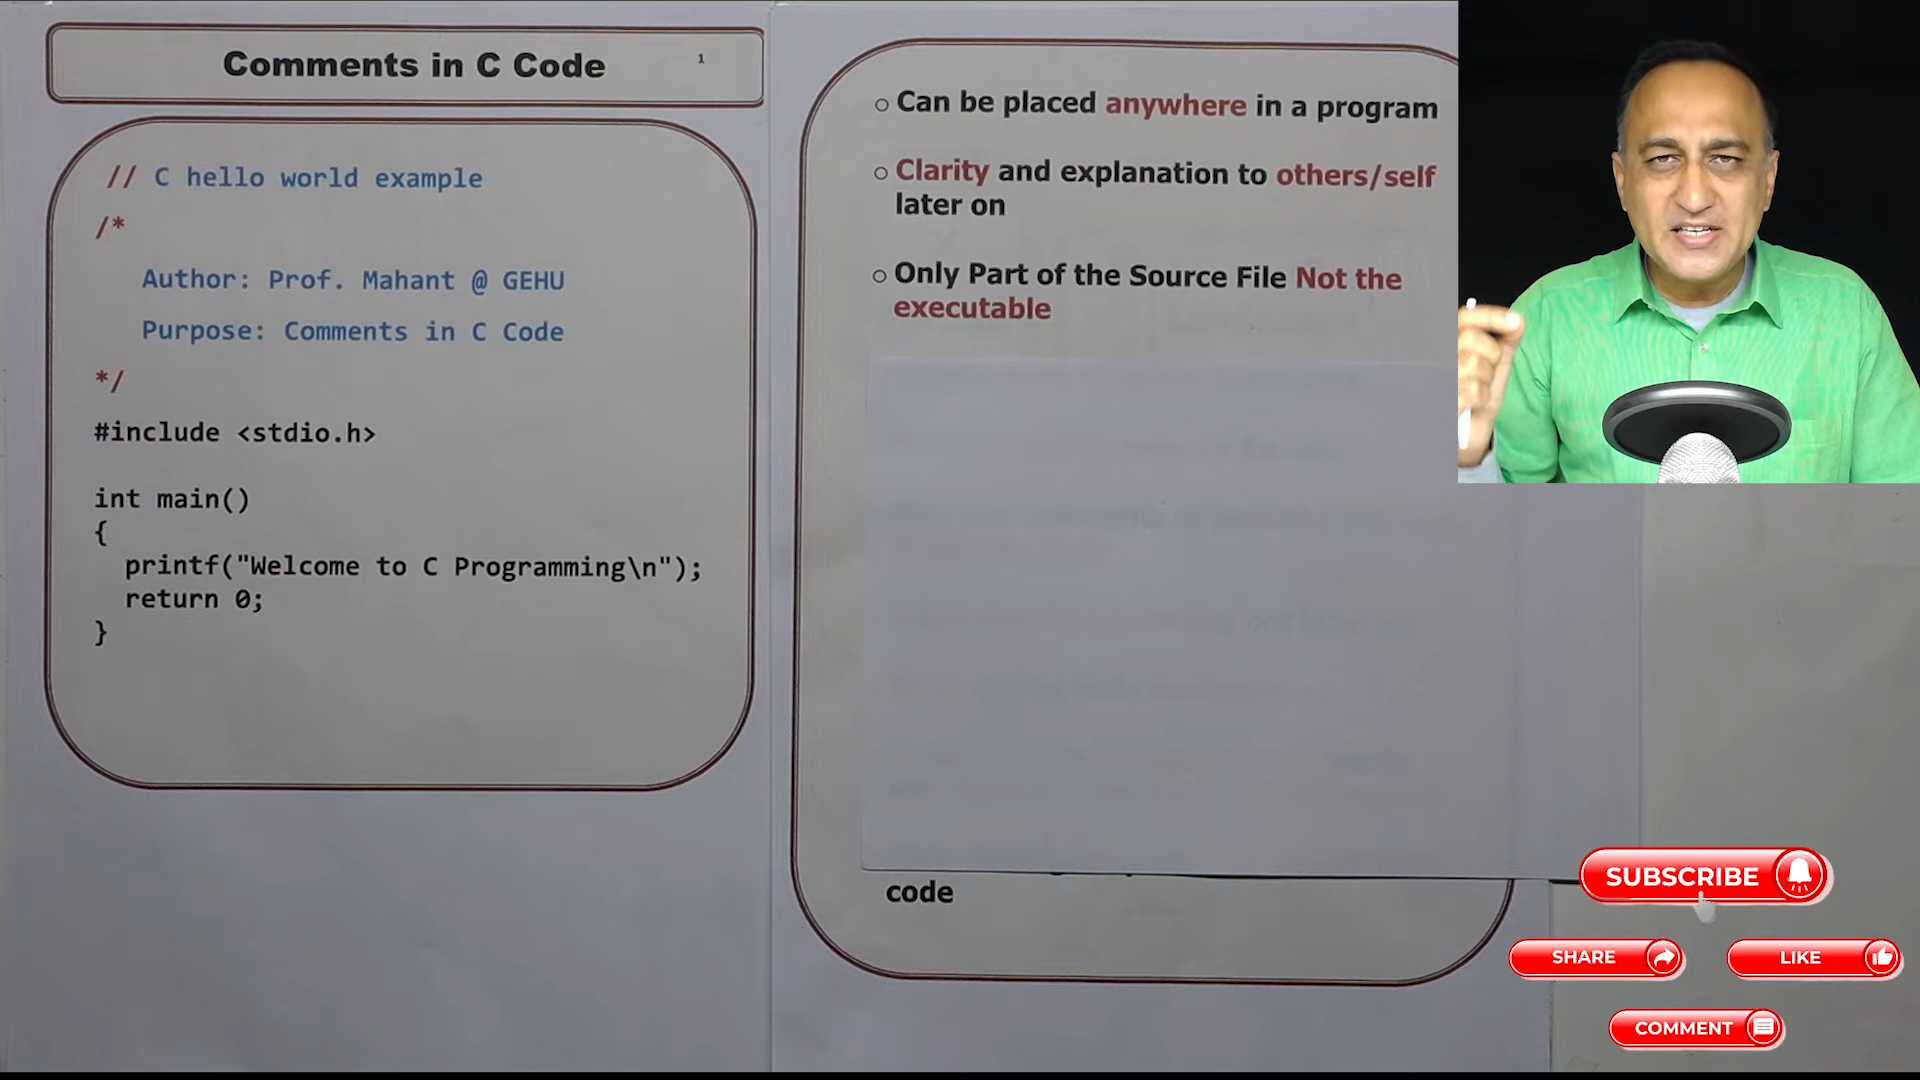 Comments in C Code 1
// C hello world example
/*
Author: Prof. Mahant @ GEHU
Purpose: Comments in C Code
*/
#include <stdio.h>
int main()
{
printf("Welcome to C Programming\n");
return 0;
}
○ Can be placed anywhere in a program
○ Clarity and explanation to others/self
later on
○ Only Part of the Source File Not the
executable
code
SUBSCRIBE
SHARE
LIKE
COMMENT